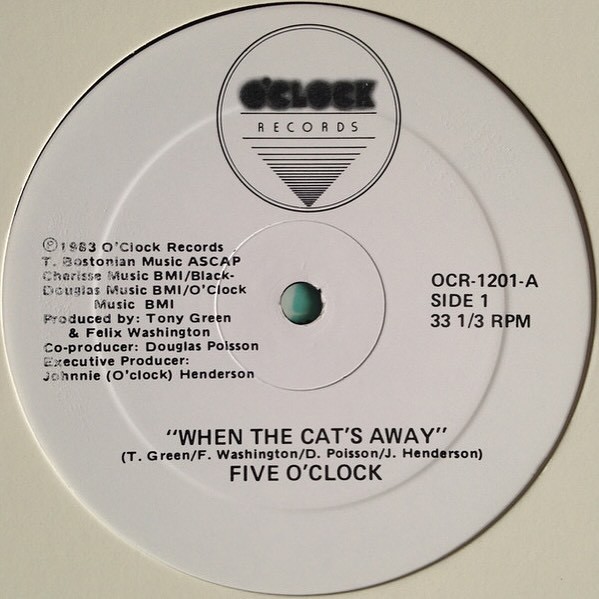 O'CLOCK
RECORDS
℗1983 O'Clock Records
T. Bostonian Music ASCAP
Charisse Music BMI/Black-
Douglas Music BMI/O'Clock
Music BMI
Produced by: Tony Green
& Felix Washington
Co-producer: Douglas Poisson
Executive Producer:
Johnnie (O'clock) Henderson
OCR-1201-A
SIDE 1
33 1/3 RPM
"WHEN THE CAT'S AWAY"
(T. Green/F. Washington/D. Poisson/J. Henderson)
FIVE O'CLOCK